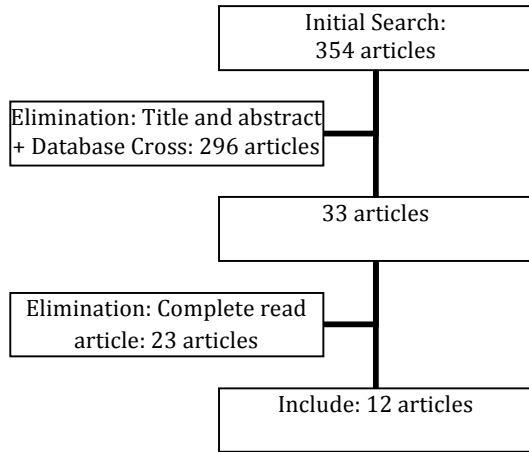 Initial Search:
354 articles
Elimination: Title and abstract
+ Database Cross: 296 articles
33 articles
Elimination: Complete read
article: 23 articles
Include: 12 articles